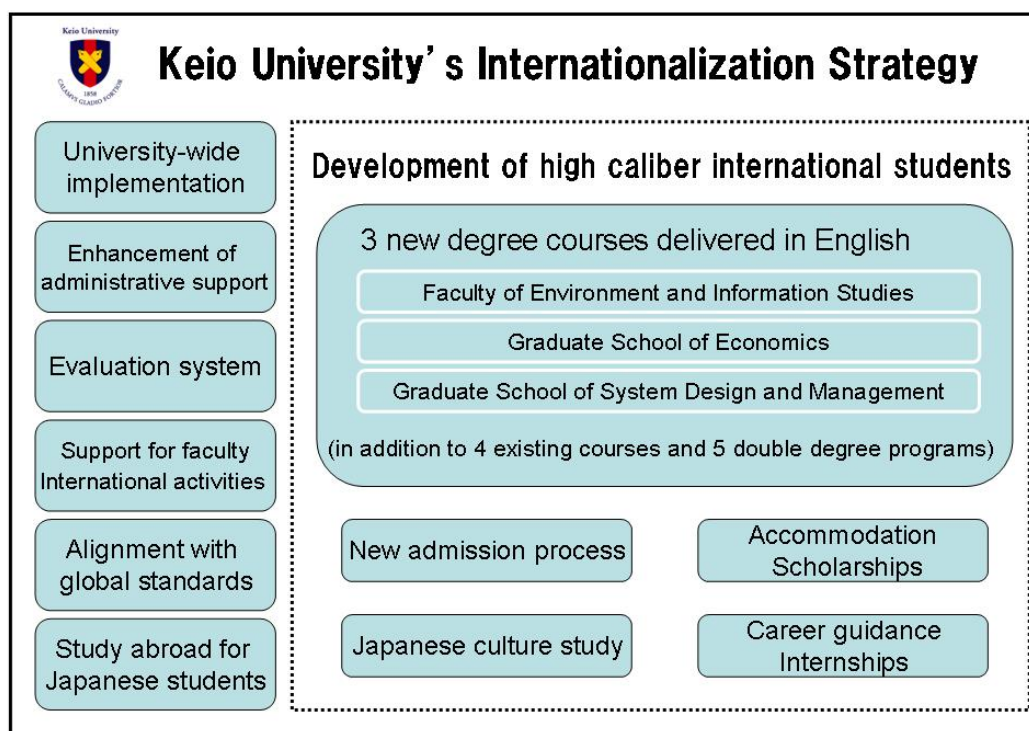 Keio University
1858
CALAMVS GLADIO FORTIOR
Keio University's Internationalization Strategy
University-wide
implementation
Enhancement of
administrative support
Evaluation system
Support for faculty
International activities
Alignment with
global standards
Study abroad for
Japanese students
Development of high caliber international students
3 new degree courses delivered in English
Faculty of Environment and Information Studies
Graduate School of Economics
Graduate School of System Design and Management
(in addition to 4 existing courses and 5 double degree programs)
New admission process
Accommodation
Scholarships
Japanese culture study
Career guidance
Internships